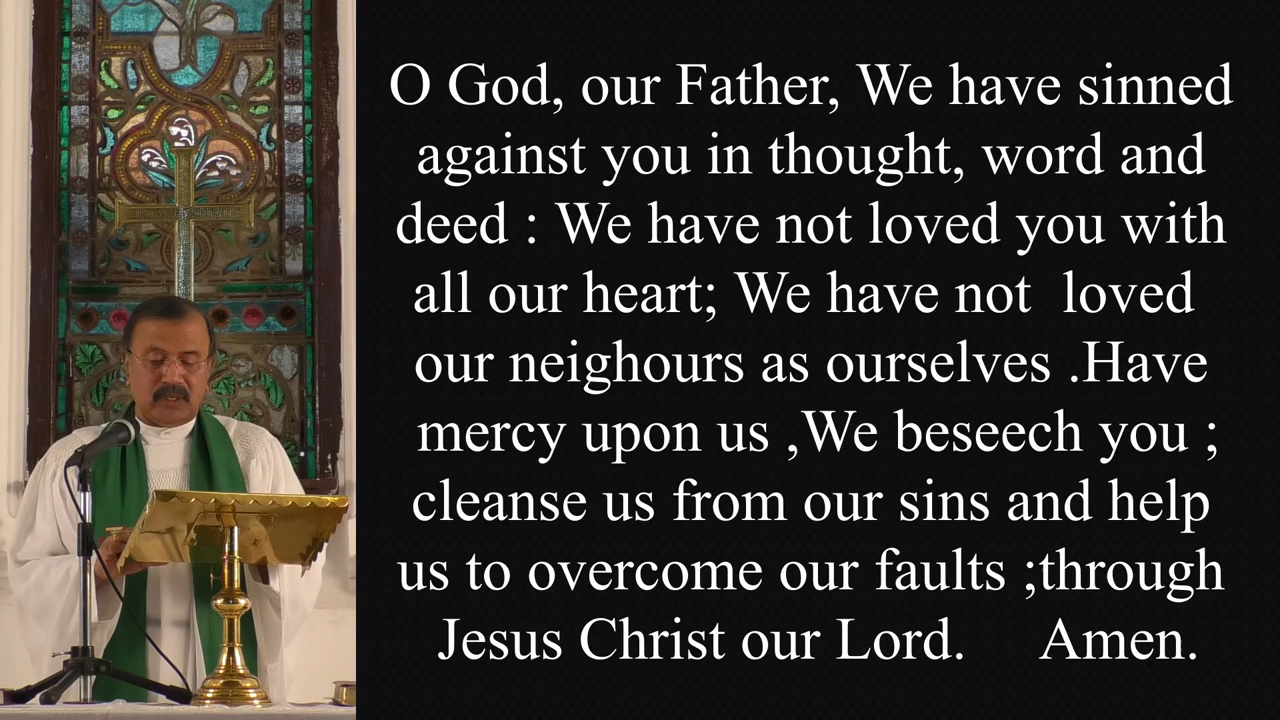 O God, our Father, We have sinned
against you in thought, word and
deed : We have not loved you with
all our heart; We have not  loved
our neighours as ourselves .Have
mercy upon us ,We beseech you ;
cleanse us from our sins and help
us to overcome our faults ;through
Jesus Christ our Lord.     Amen.